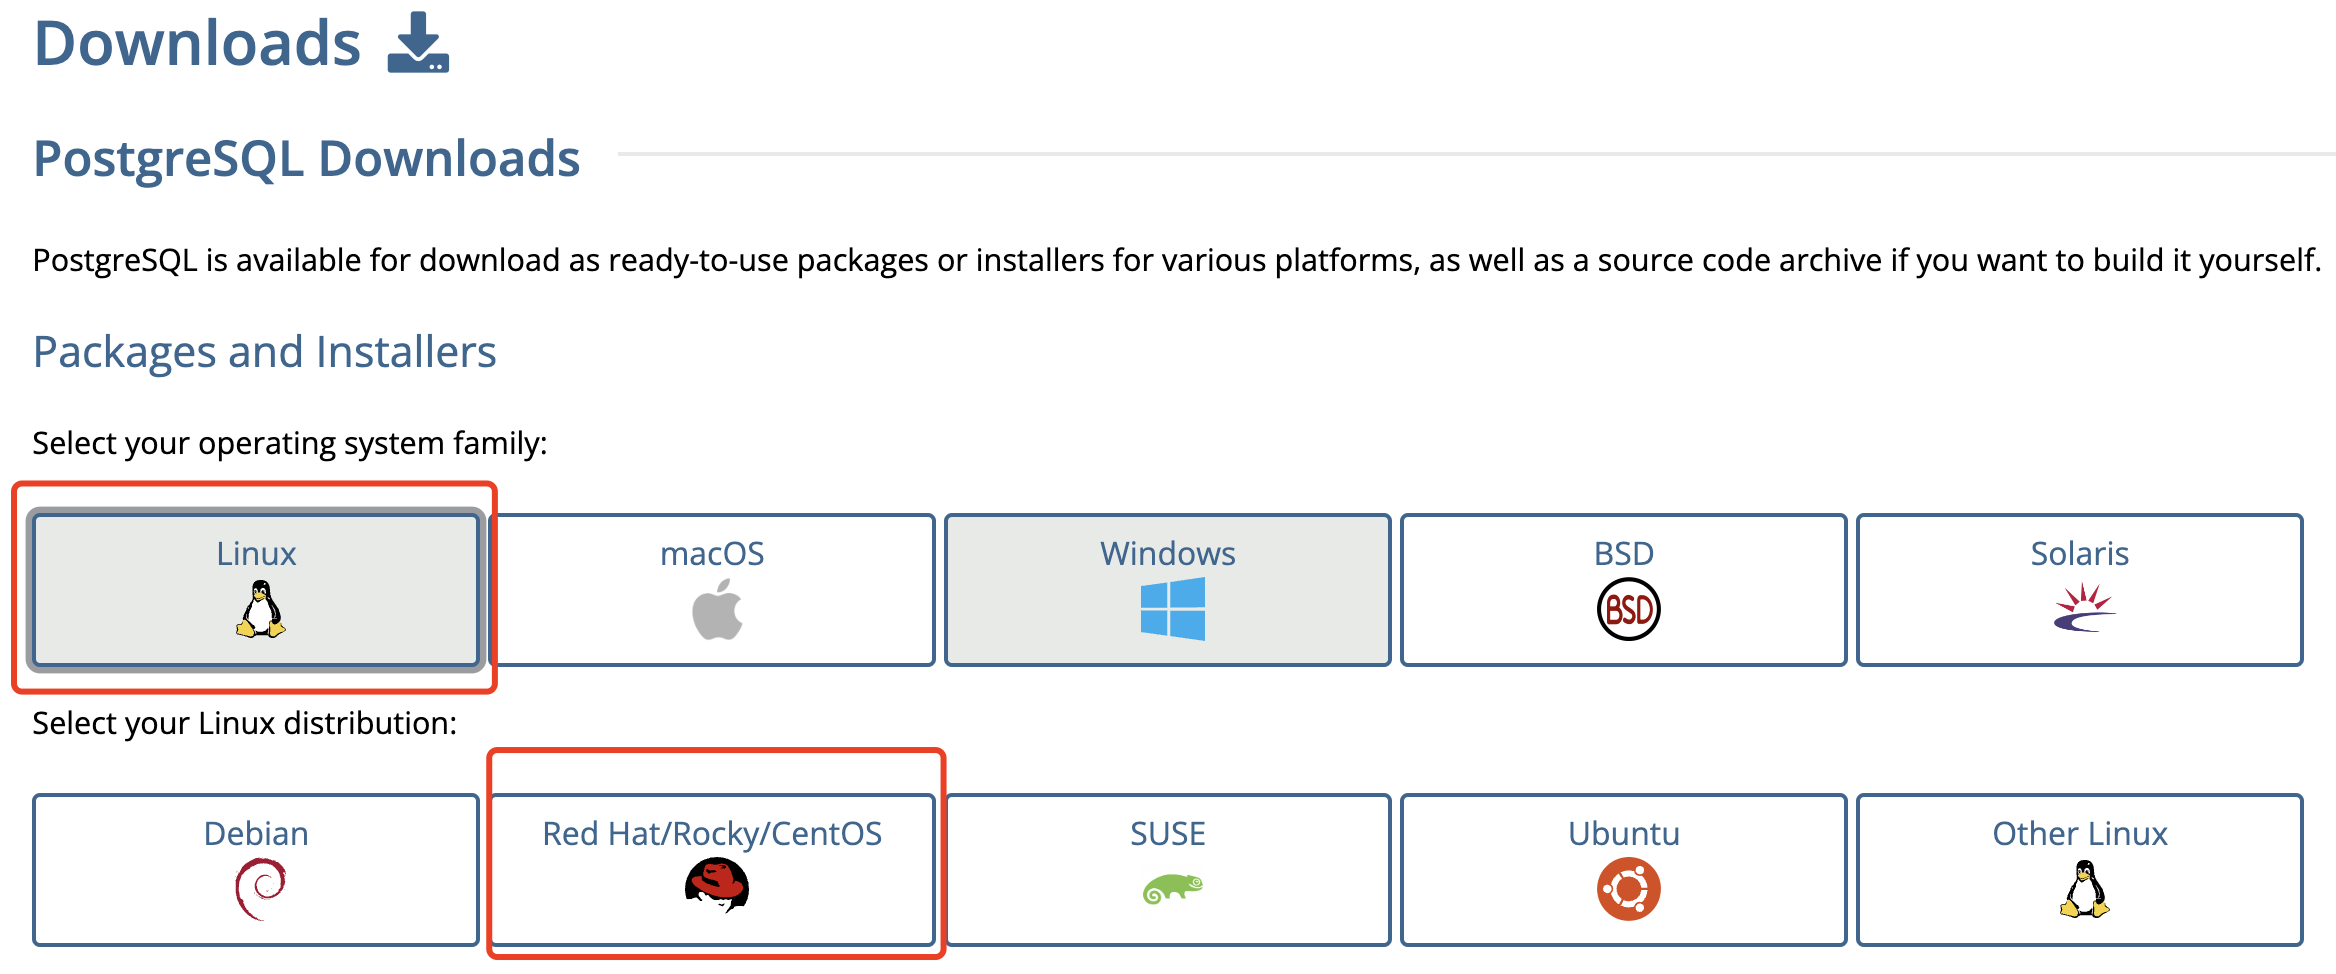 Downloads
PostgreSQL Downloads
PostgreSQL is available for download as ready-to-use packages or installers for various platforms, as well as a source code archive if you want to build it yourself.
Packages and Installers
Select your operating system family:
Linux
macOS
Windows
BSD
BSD
Solaris
Select your Linux distribution:
Debian
Red Hat/Rocky/CentOS
SUSE
Ubuntu
Other Linux